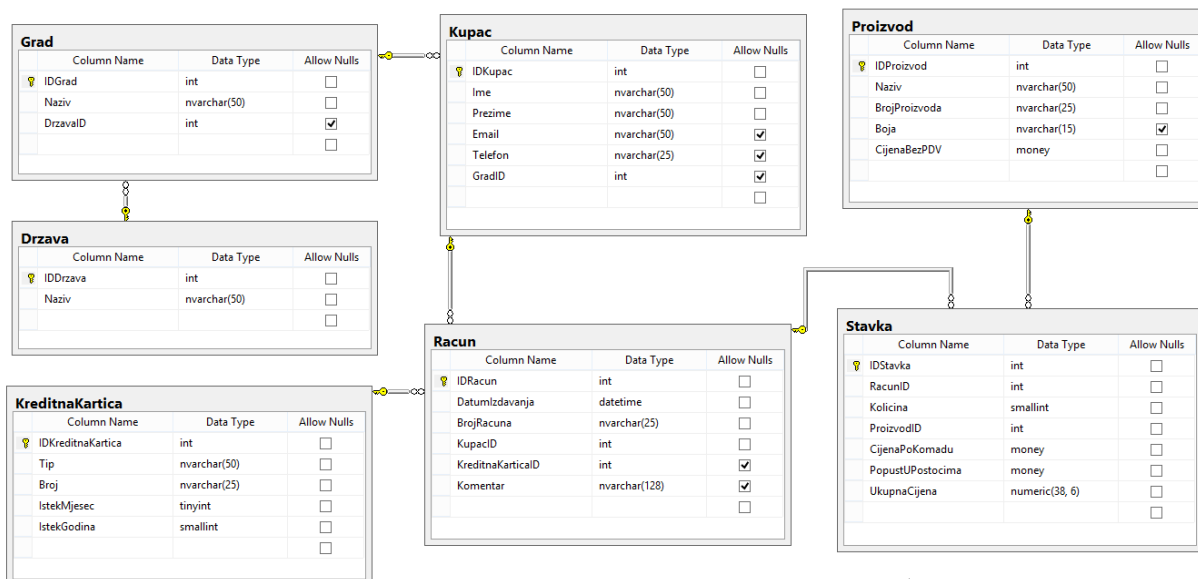 Grad
Column Name Data Type Allow Nulls
IDGrad int
Naziv nvarchar(50)
DrzavaID int
Kupac
Column Name Data Type Allow Nulls
IDKupac int
Ime nvarchar(50)
Prezime nvarchar(50)
Email nvarchar(50)
Telefon nvarchar(25)
GradID int
Proizvod
Column Name Data Type Allow Nulls
IDProizvod int
Naziv nvarchar(50)
BrojProizvoda nvarchar(25)
Boja nvarchar(15)
CijenaBezPDV money
Drzava
Column Name Data Type Allow Nulls
IDDrzava int
Naziv nvarchar(50)
KreditnaKartica
Column Name Data Type Allow Nulls
IDKreditnaKartica int
Tip nvarchar(50)
Broj nvarchar(25)
IstekMjesec tinyint
IstekGodina smallint
Racun
Column Name Data Type Allow Nulls
IDRacun int
DatumIzdavanja datetime
BrojRacuna nvarchar(25)
KupacID int
KreditnaKarticaID int
Komentar nvarchar(128)
Stavka
Column Name Data Type Allow Nulls
IDStavka int
RacunID int
Kolicina smallint
ProizvodID int
CijenaPoKomadu money
PopustUPostocima money
UkupnaCijena numeric(38, 6)